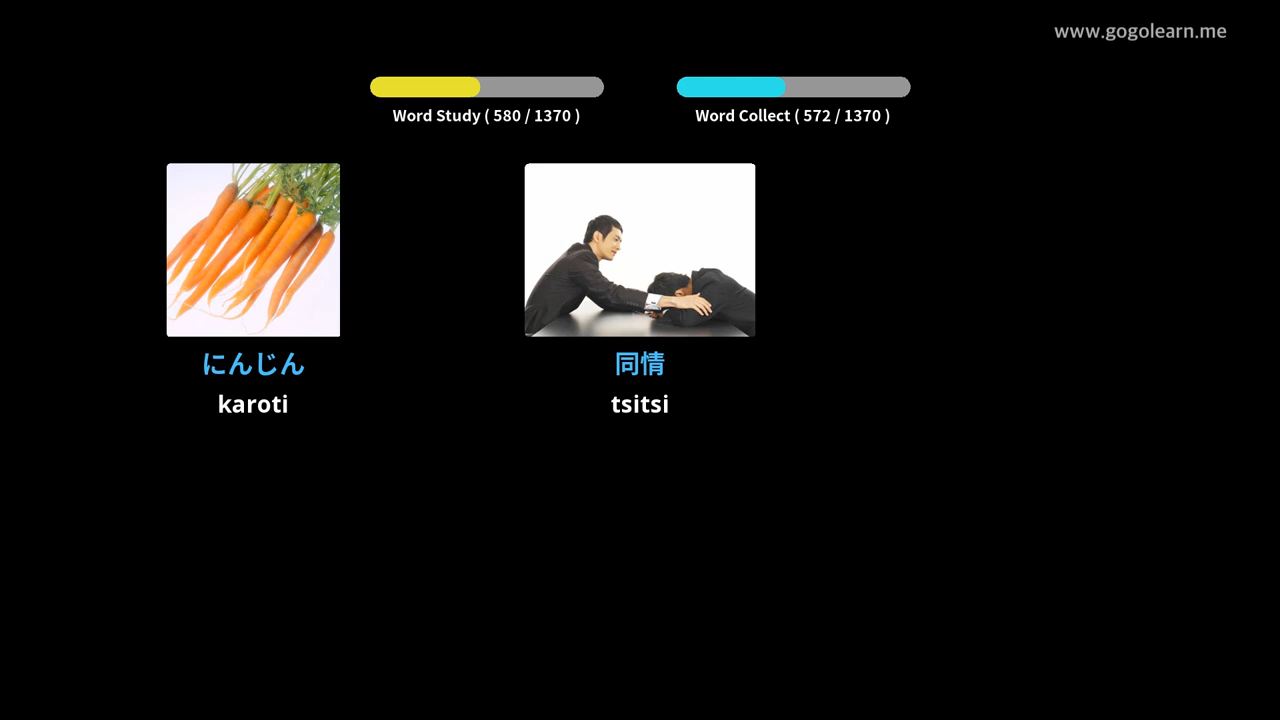 www.gogolearn.me
Word Study ( 580 / 1370 )
Word Collect ( 572 / 1370 )
にんじん
karoti
同情
tsitsi